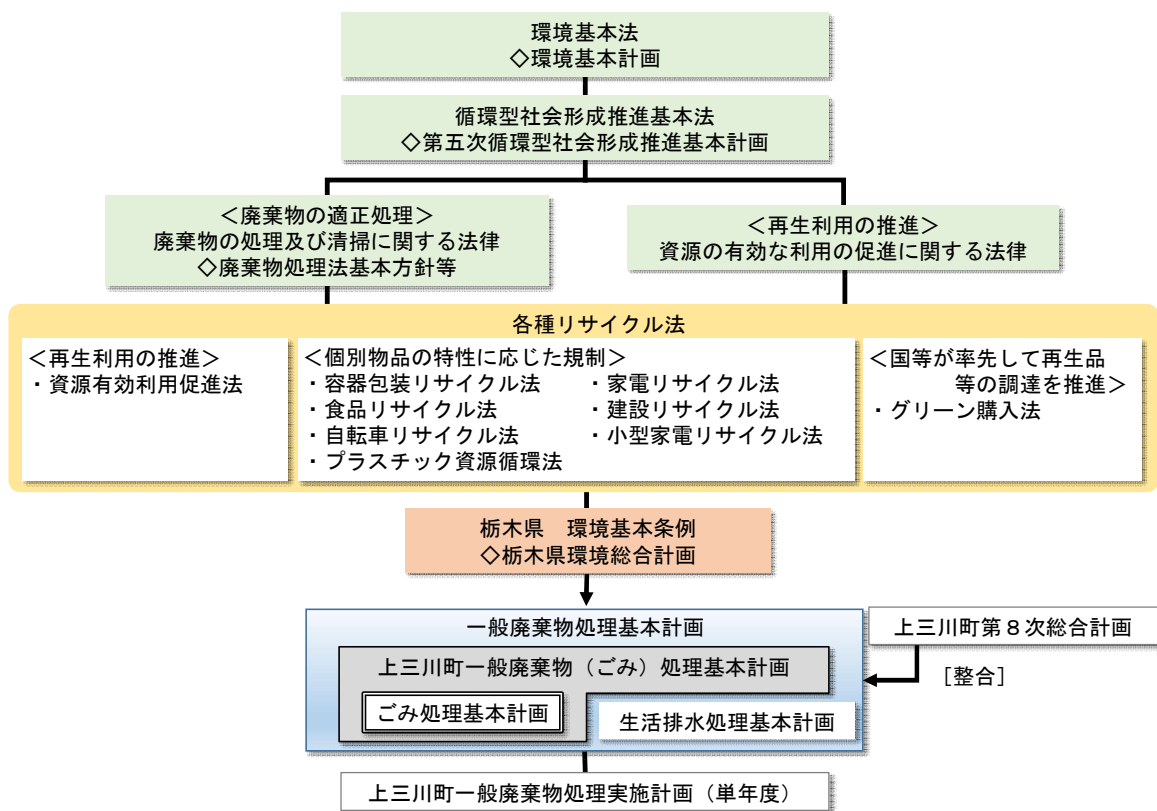 環境基本法
◇環境基本計画
循環型社会形成推進基本法
◇第五次循環型社会形成推進基本計画
＜廃棄物の適正処理＞
廃棄物の処理及び清掃に関する法律
◇廃棄物処理法基本方針等
＜再生利用の推進＞
資源の有効な利用の促進に関する法律
各種リサイクル法
＜再生利用の推進＞
・資源有効利用促進法
＜個別物品の特性に応じた規制＞
・容器包装リサイクル法　・家電リサイクル法
・食品リサイクル法　・建設リサイクル法
・自転車リサイクル法　・小型家電リサイクル法
・プラスチック資源循環法
＜国等が率先して再生品
等の調達を推進＞
・グリーン購入法
栃木県　環境基本条例
◇栃木県環境総合計画
一般廃棄物処理基本計画
上三川町第８次総合計画
上三川町一般廃棄物（ごみ）処理基本計画
［整合］
ごみ処理基本計画
生活排水処理基本計画
上三川町一般廃棄物処理実施計画（単年度）